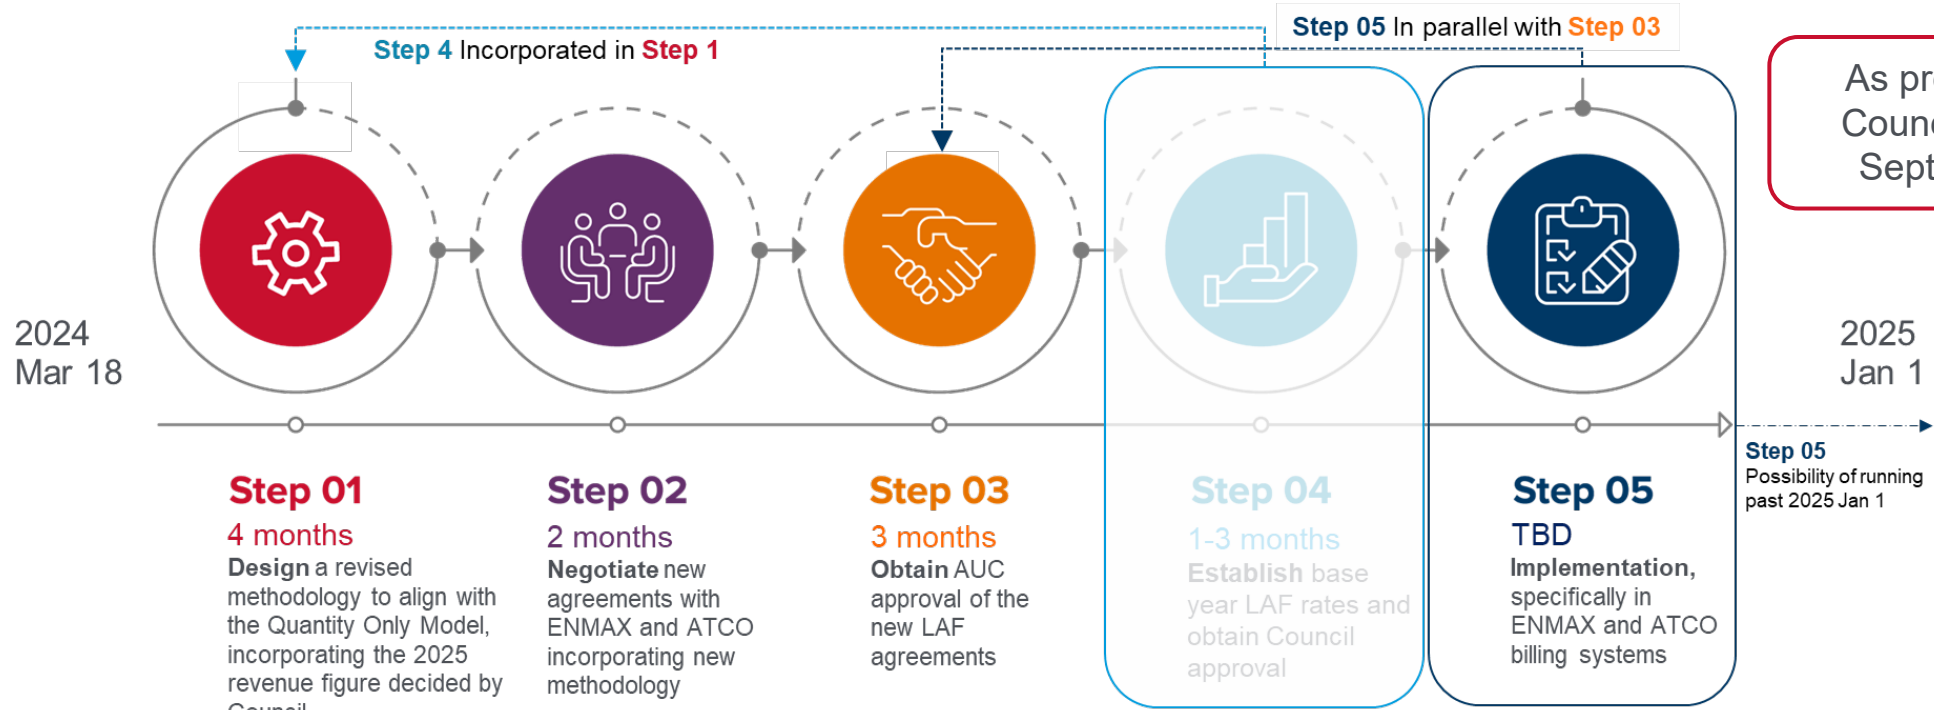 Step 4 Incorporated in Step 1
Step 05 In parallel with Step 03
As
Sept
2024
Mar 18
2025
Jan 1
Step 01
4 months
Design a revised
methodology to align with
the Quantity Only Model,
incorporating the 2025
revenue figure decided by
Council
Step 02
2 months
Negotiate new
agreements with
ENMAX and ATCO
incorporating new
methodology
Step 03
3 months
Obtain AUC
approval of the
new LAF
agreements
Step 04
1-3 months
Establish base
year LAF rates and
obtain Council
approval
Step 05
TBD
Implementation,
specifically in
ENMAX and ATCO
billing systems
Step 05
Possibility of running
past 2025 Jan 1